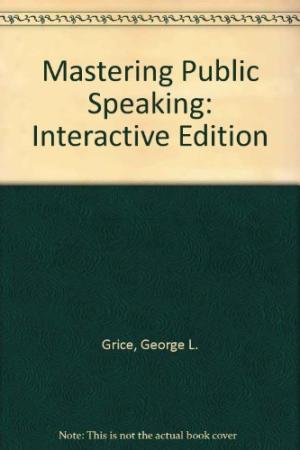 Mastering Public
Speaking:
Interactive Edition
Grice, George L.
Note: This is not the actual book cover